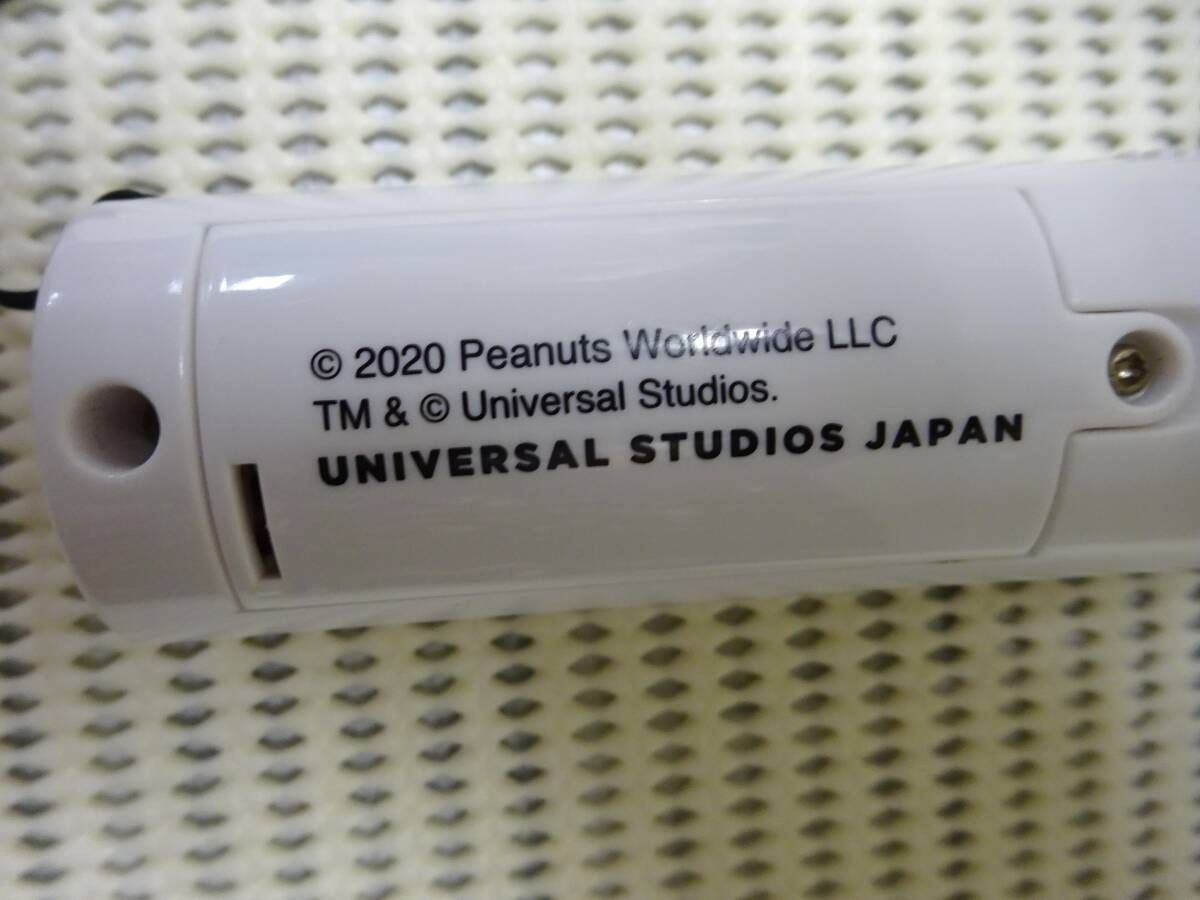 © 2020 Peanuts Worldwide LLC
TM & © Universal Studios.
UNIVERSAL STUDIOS JAPAN